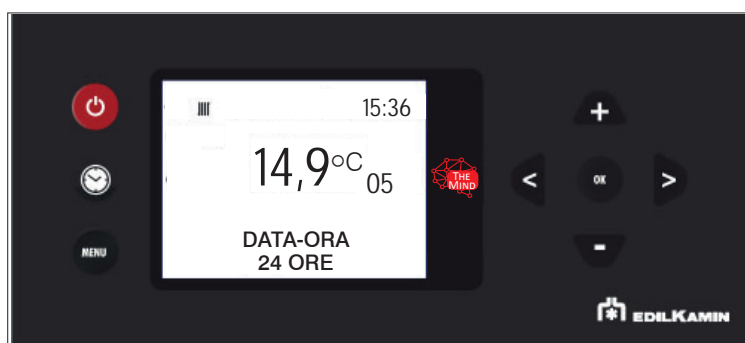 15:36
14,9°C 05
THE MIND
< OK >
+
-
MENU
DATA-ORA
24 ORE
EDILKAMIN